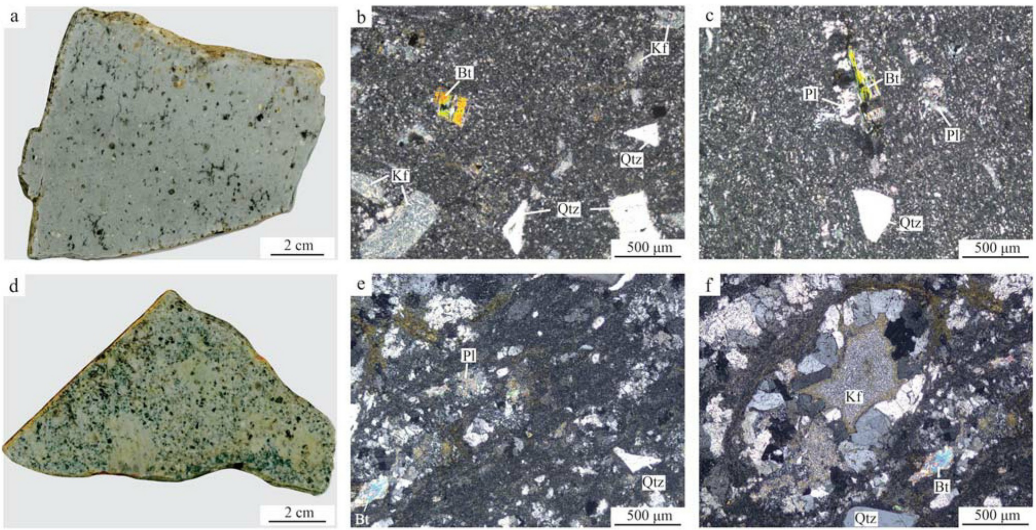 a
2 cm
b
Kf
Bt
Qtz
Kf
Qtz
500 μm
c
Pl
Bt
Pl
Qtz
500 μm
d
2 cm
e
Pl
Qtz
Bt
500 μm
f
Kf
Bt
Qtz
500 μm